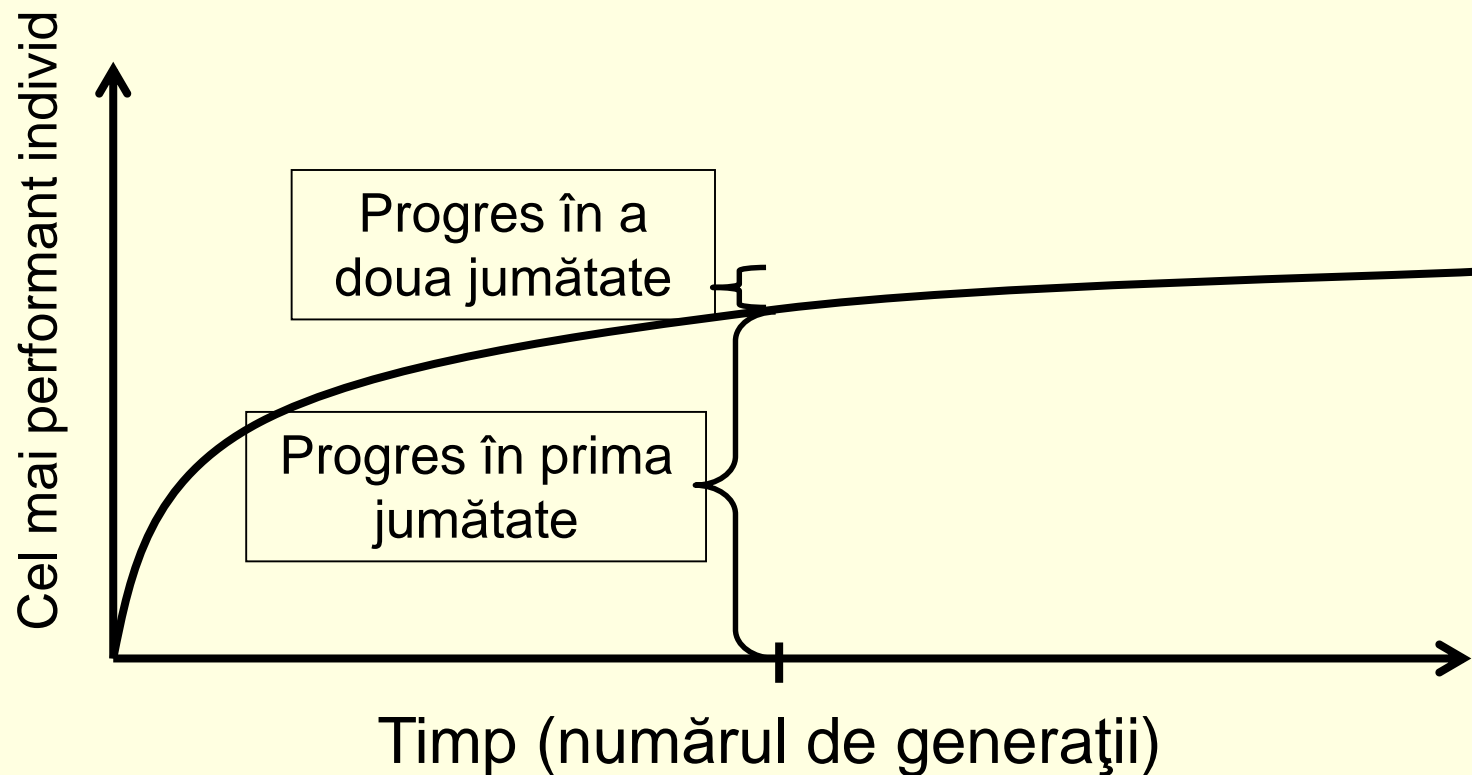 Cel mai performant individ
Progres în a
doua jumătate
Progres în prima
jumătate
Timp (numărul de generaţii)